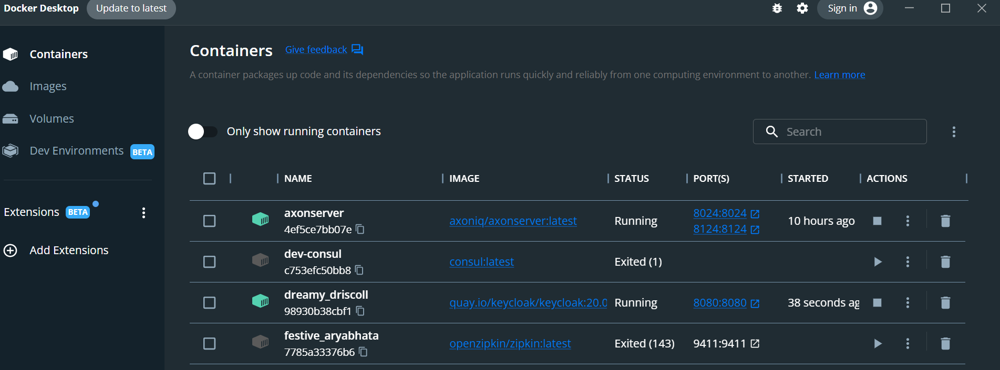 Docker Desktop Update to latest Sign in
Containers
Images
Volumes
Dev Environments BETA
Extensions BETA
Add Extensions
Containers Give feedback
A container packages up code and its dependencies so the application runs quickly and reliably from one computing environment to another. Learn more
Only show running containers Search
NAME IMAGE STATUS PORT(S) STARTED ACTIONS
axonserver
4ef5ce7bb07e axoniq/axonserver:latest Running 8024:8024 10 hours ago
8124:8124
dev-consul
c753efc50bb8 consul:latest Exited (1)
dreamy_driscoll
98930b38cbf1 quay.io/keycloak/keycloak:20.0 Running 8080:8080 38 seconds ag
festive_aryabhata
7785a33376b6 openzipkin/zipkin:latest Exited (143) 9411:9411